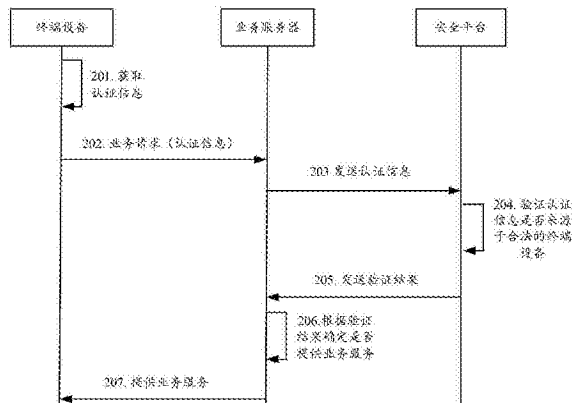 终端设备
业务服务器
安全平台
201. 获取
认证信息
202. 业务请求（认证信息）
203 发送认证信息
204. 验证认证
信息是否来源
于合法的终端
设备
205. 发送验证结果
206.根据验证
结果确定是否
提供业务服务
207. 提供业务服务